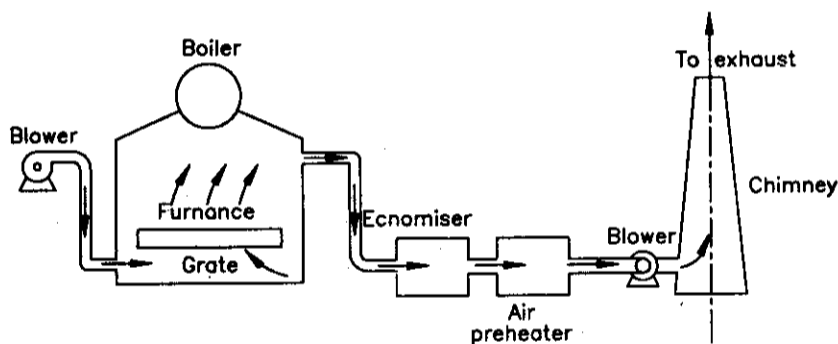 To exhaust
Boiler
Blower
Chimney
Furnance
Ecnomiser
Blower
Grate
Air
preheater